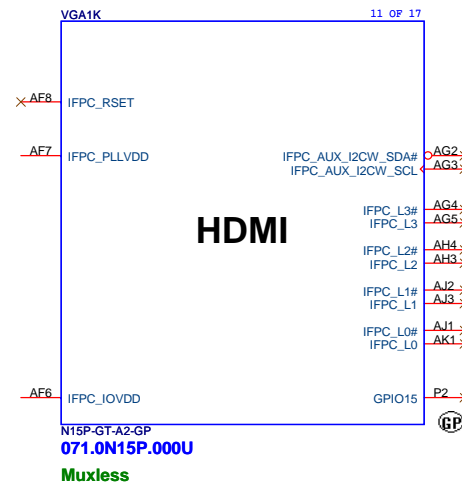 VGA1K 11 OF 17
AF8 IFPC_RSET
AF7 IFPC_PLLVDD
IFPC_AUX_I2CW_SDA# AG2
IFPC_AUX_I2CW_SCL AG3
IFPC_L3# AG4
IFPC_L3 AG5
HDMI
IFPC_L2# AH4
IFPC_L2 AH3
IFPC_L1# AJ2
IFPC_L1 AJ3
IFPC_L0# AJ1
IFPC_L0 AK1
AF6 IFPC_IOVDD GPIO15 P2
GP
N15P-GT-A2-GP
071.0N15P.000U
Muxless